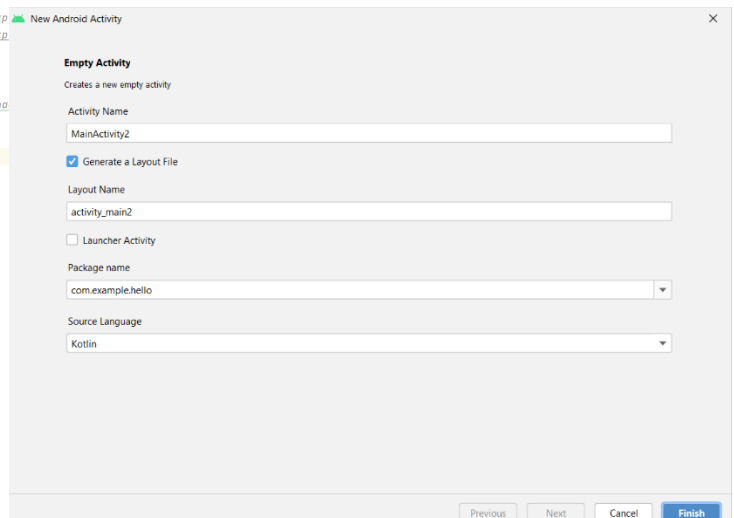 New Android Activity
Empty Activity
Creates a new empty activity
Activity Name
MainActivity2
Generate a Layout File
Layout Name
activity_main2
Launcher Activity
Package name
com.example.hello
Source Language
Kotlin
Previous Next Cancel Finish